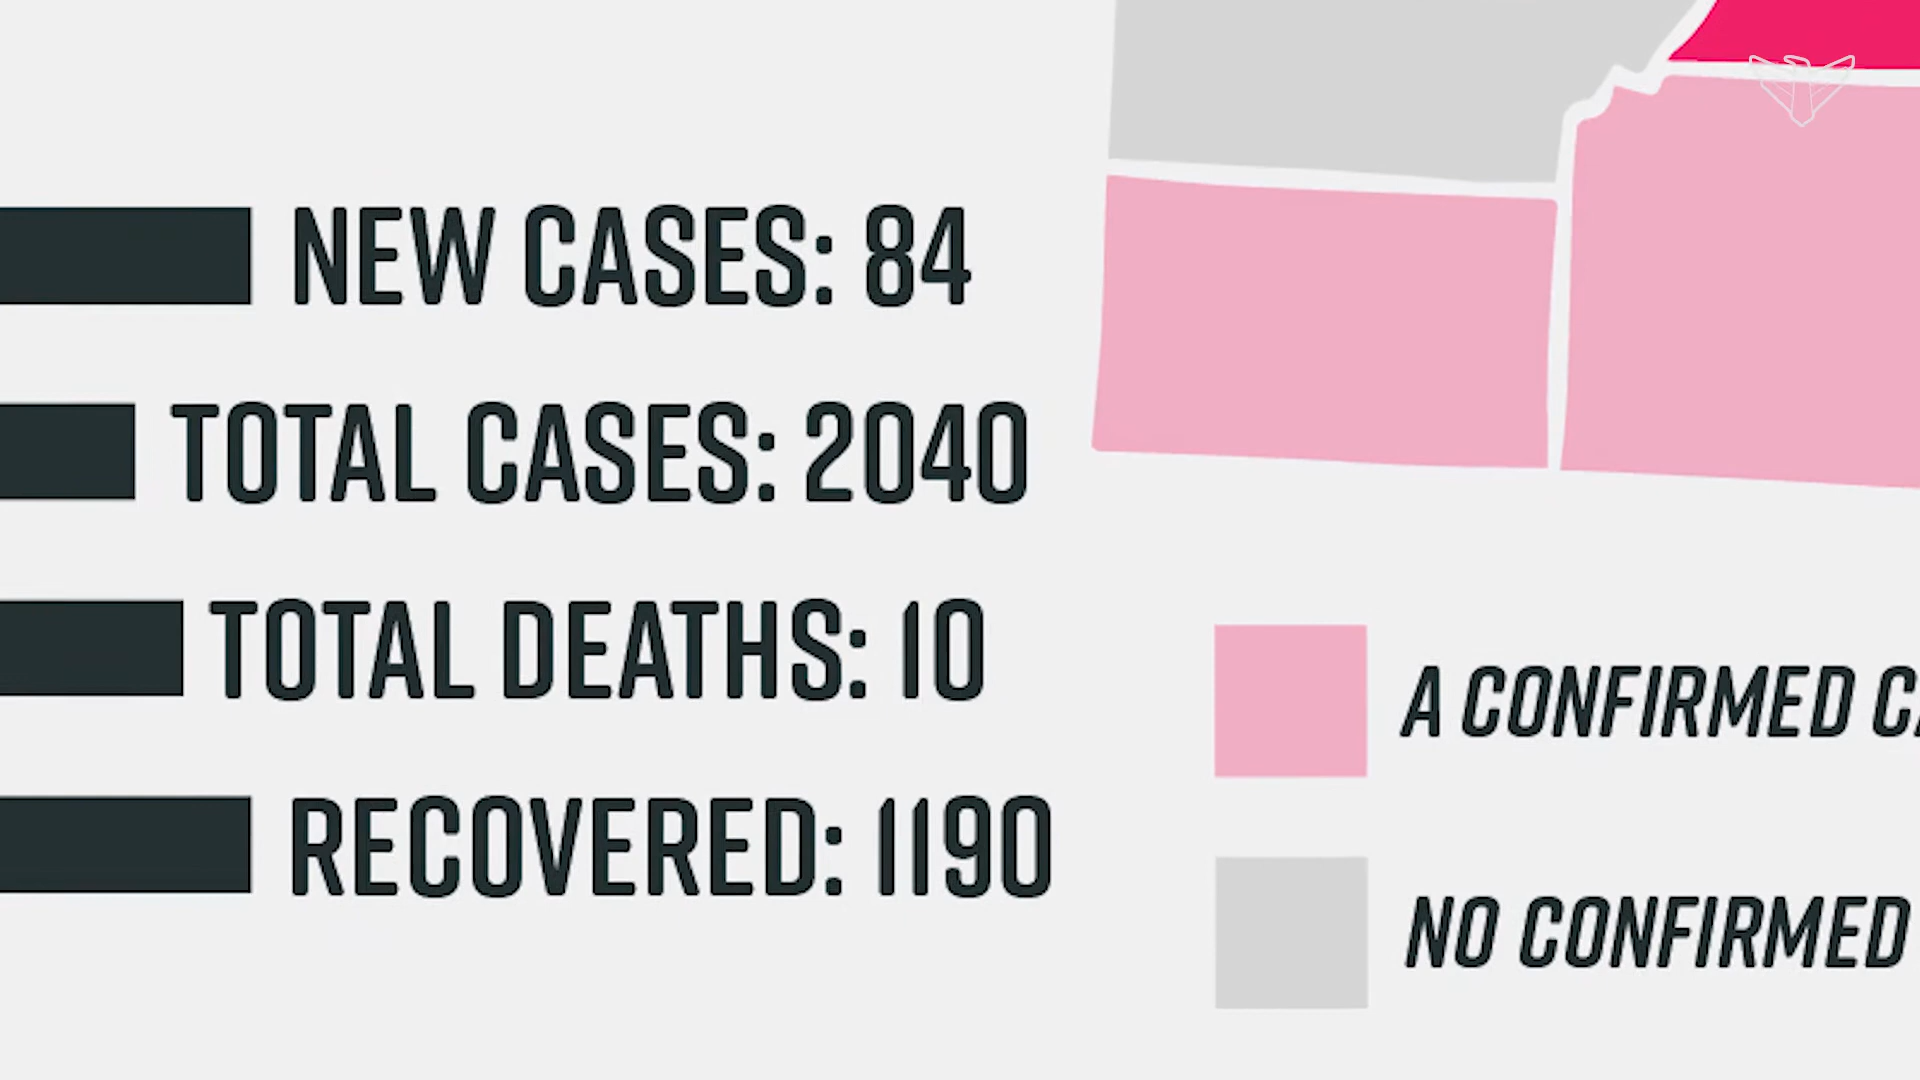 NEW CASES: 84
TOTAL CASES: 2040
TOTAL DEATHS: 10
RECOVERED: 1190
A CONFIRMED
NO CONFIRMED